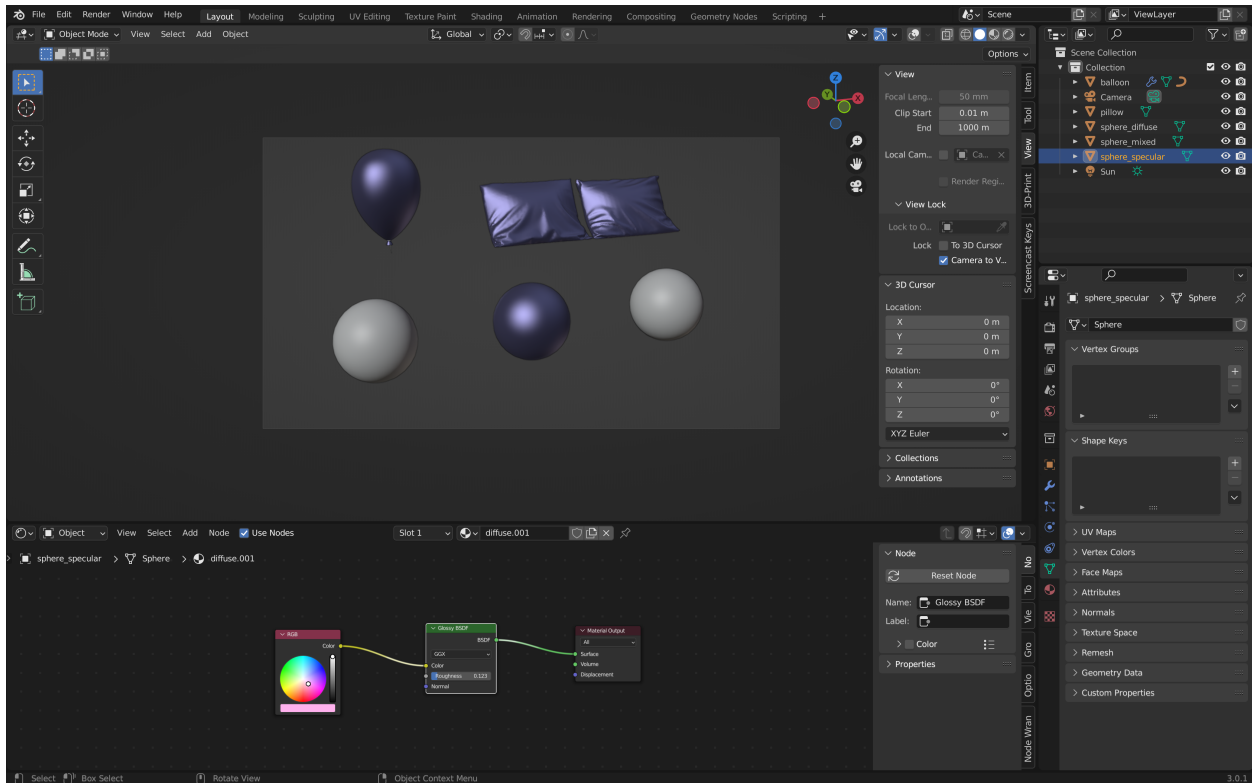 File Edit Render Window Help Layout Modeling Sculpting UV Editing Texture Paint Shading Animation Rendering Compositing Geometry Nodes Scripting + Scene ViewLayer
Object Mode View Select Add Object Global
Options
View
Focal Leng... 50 mm
Clip Start 0.01 m
End 1000 m
Local Cam... Ca...
Render Regi...
View Lock
Lock to O...
Lock To 3D Cursor
Camera to V...
3D Cursor
Location:
X 0 m
Y 0 m
Z 0 m
Rotation:
X 0°
Y 0°
Z 0°
XYZ Euler
Collections
Annotations
Item
Tool
View
3D-Print
Screencast Keys
Z
Y
X
Scene Collection
Collection
balloon
Camera
pillow
sphere_diffuse
sphere_mixed
sphere_specular
Sun
sphere_specular > Sphere
Sphere
Vertex Groups
Shape Keys
UV Maps
Vertex Colors
Face Maps
Attributes
Normals
Texture Space
Remesh
Geometry Data
Custom Properties
Object View Select Add Node Use Nodes Slot 1 diffuse.001
sphere_specular > Sphere > diffuse.001
RGB
Color
Glossy BSDF
BSDF
GGX
Color
Roughness 0.123
Normal
Material Output
All
Surface
Volume
Displacement
Node
Reset Node
Name: Glossy BSDF
Label:
Color
Properties
No
To
Vie
Gro
Optio
Node Wran
Select Box Select Rotate View Object Context Menu 3.0.1